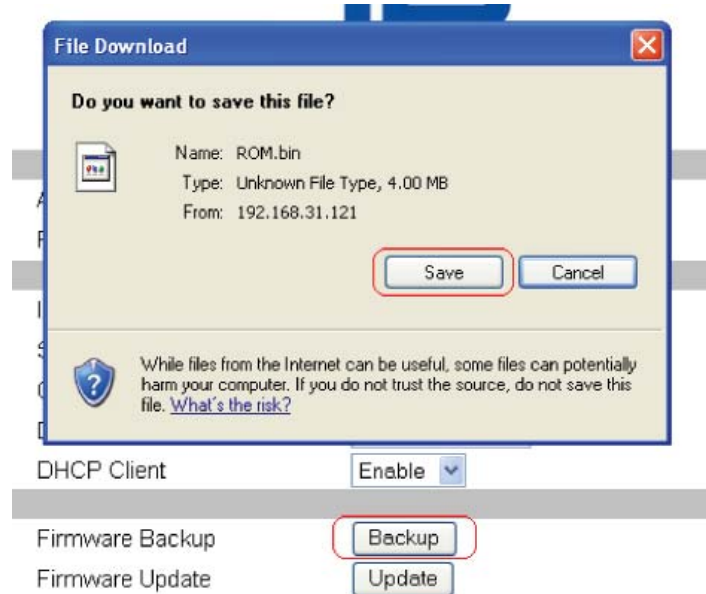 File Download
Do you want to save this file?
Name: ROM.bin
Type: Unknown File Type, 4.00 MB
From: 192.168.31.121
Save Cancel
While files from the Internet can be useful, some files can potentially
harm your computer. If you do not trust the source, do not save this
file. What's the risk?
DHCP Client Enable
Firmware Backup Backup
Firmware Update Update